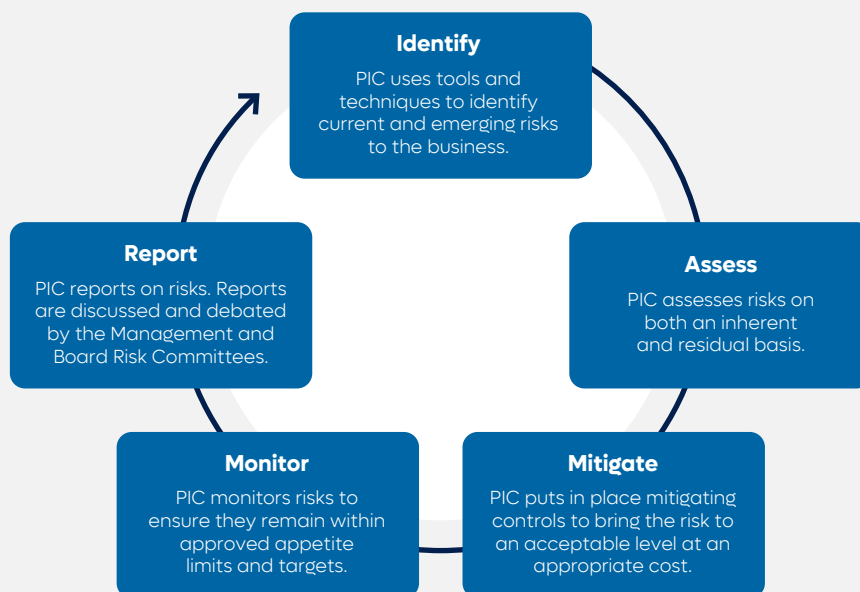 Identify
PIC uses tools and
techniques to identify
current and emerging risks
to the business.
Assess
PIC assesses risks on
both an inherent
and residual basis.
Mitigate
PIC puts in place mitigating
controls to bring the risk to
an acceptable level at an
appropriate cost.
Monitor
PIC monitors risks to
ensure they remain within
approved appetite
limits and targets.
Report
PIC reports on risks. Reports
are discussed and debated
by the Management and
Board Risk Committees.